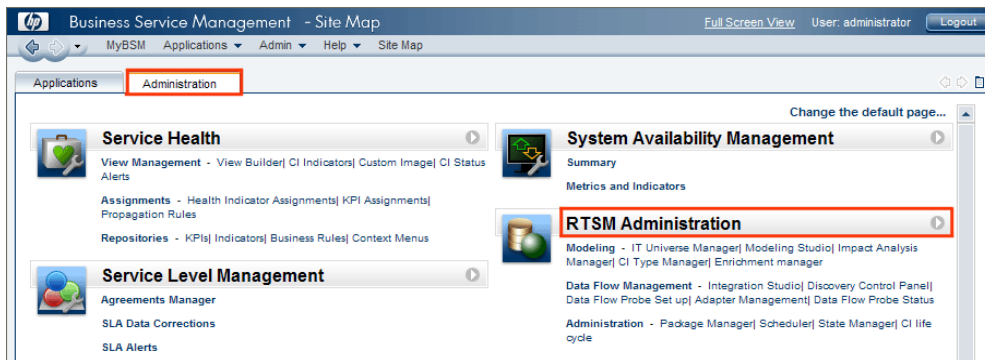 hp Business Service Management - Site Map
Full Screen View User: administrator Logout
MyBSM Applications Admin Help Site Map
Applications Administration
Change the default page...
Service Health
View Management - View Builder| CI Indicators| Custom Image| CI Status
Alerts
Assignments - Health Indicator Assignments| KPI Assignments|
Propagation Rules
Repositories - KPIs| Indicators| Business Rules| Context Menus
Service Level Management
Agreements Manager
SLA Data Corrections
SLA Alerts
System Availability Management
Summary
Metrics and Indicators
RTSM Administration
Modeling - IT Universe Manager| Modeling Studio| Impact Analysis
Manager| CI Type Manager| Enrichment manager
Data Flow Management - Integration Studio| Discovery Control Panel|
Data Flow Probe Set up| Adapter Management| Data Flow Probe Status
Administration - Package Manager| Scheduler| State Manager| CI life
cycle